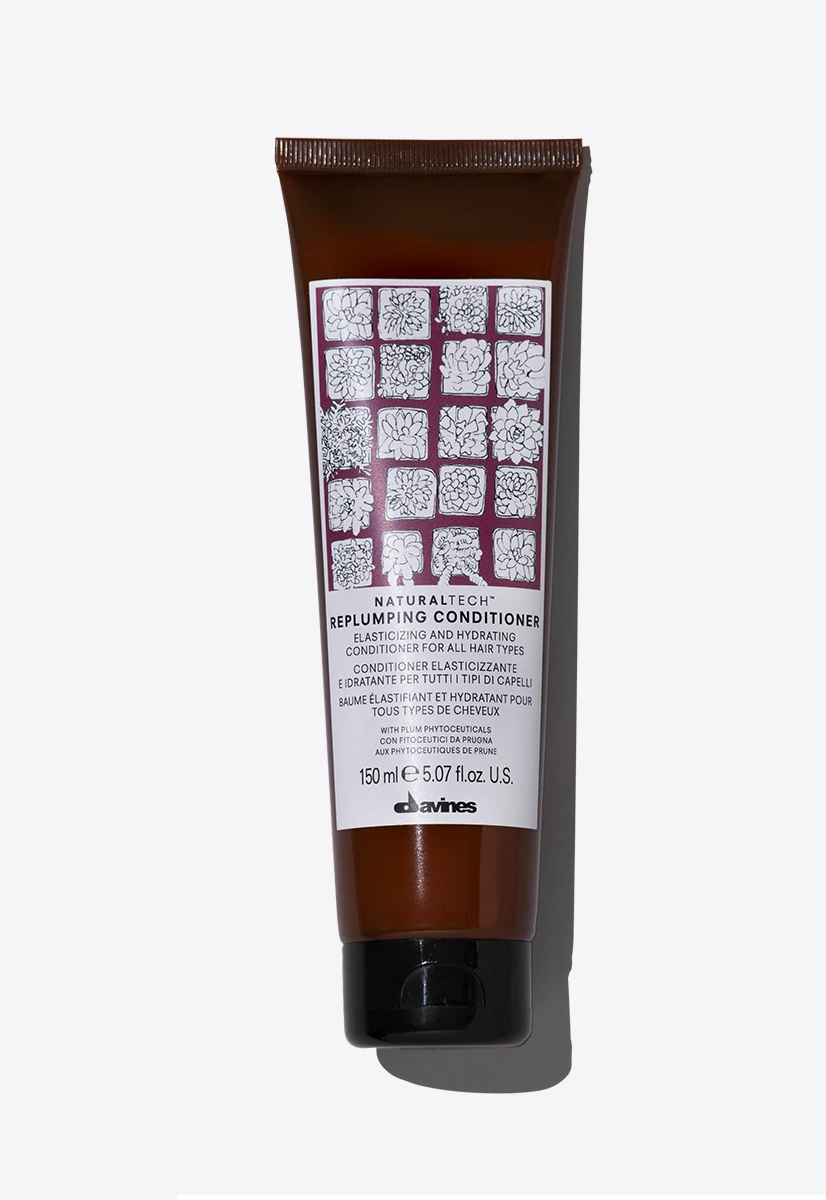 NATURALTECH™
REPLUMPING CONDITIONER
ELASTICIZING AND HYDRATING
CONDITIONER FOR ALL HAIR TYPES
CONDITIONER ELASTICIZZANTE
E IDRATANTE PER TUTTI I TIPI DI CAPELLI
BAUME ÉLASTIFIANT ET HYDRATANT POUR
TOUS TYPES DE CHEVEUX
WITH PLUM PHYTOCEUTICALS
CON FITOCEUTICI DA PRUGNA
AUX PHYTOCEUTIQUES DE PRUNE
150 ml ℮ 5.07 fl.oz. U.S.
davines